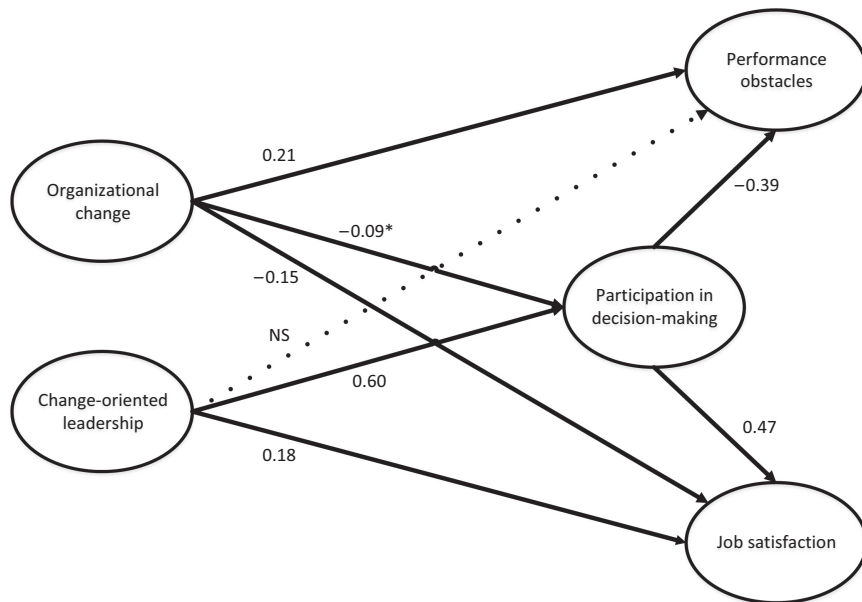 Performance
obstacles
0.21
Organizational
change
−0.39
−0.09*
−0.15
Participation in
decision-making
NS
0.60
Change-oriented
leadership
0.47
0.18
Job satisfaction